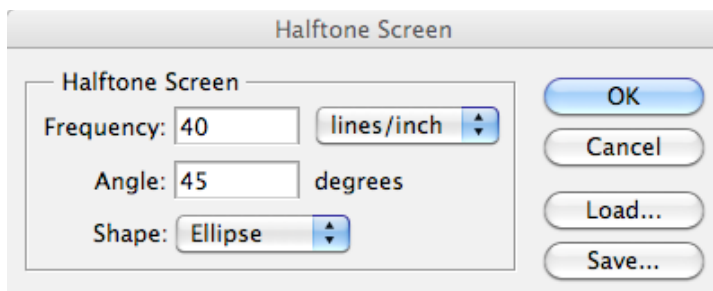 Halftone Screen
Halftone Screen
Frequency: 40 lines/inch
Angle: 45 degrees
Shape: Ellipse
OK
Cancel
Load...
Save...